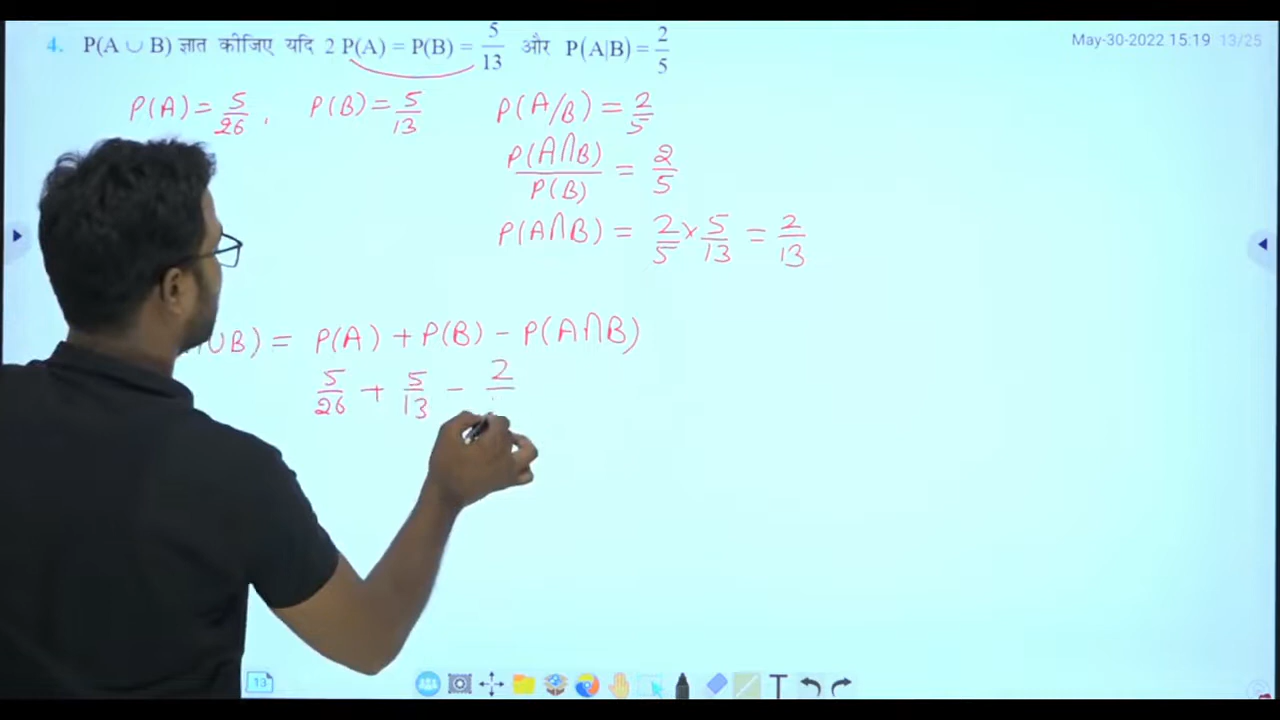 4. P(A ∪ B) ज्ञात कीजिए यदि 2 P(A) = P(B) = 5/13 और P(A|B) = 2/5
May-30-2022 15:19 13/25
P(A) = 5/26, P(B) = 5/13 P(A/B) = 2/5
P(A∩B)/P(B) = 2/5
P(A∩B) = 2/5 × 5/13 = 2/13
∪B) = P(A) + P(B) - P(A∩B)
5/26 + 5/13 - 2
13
T